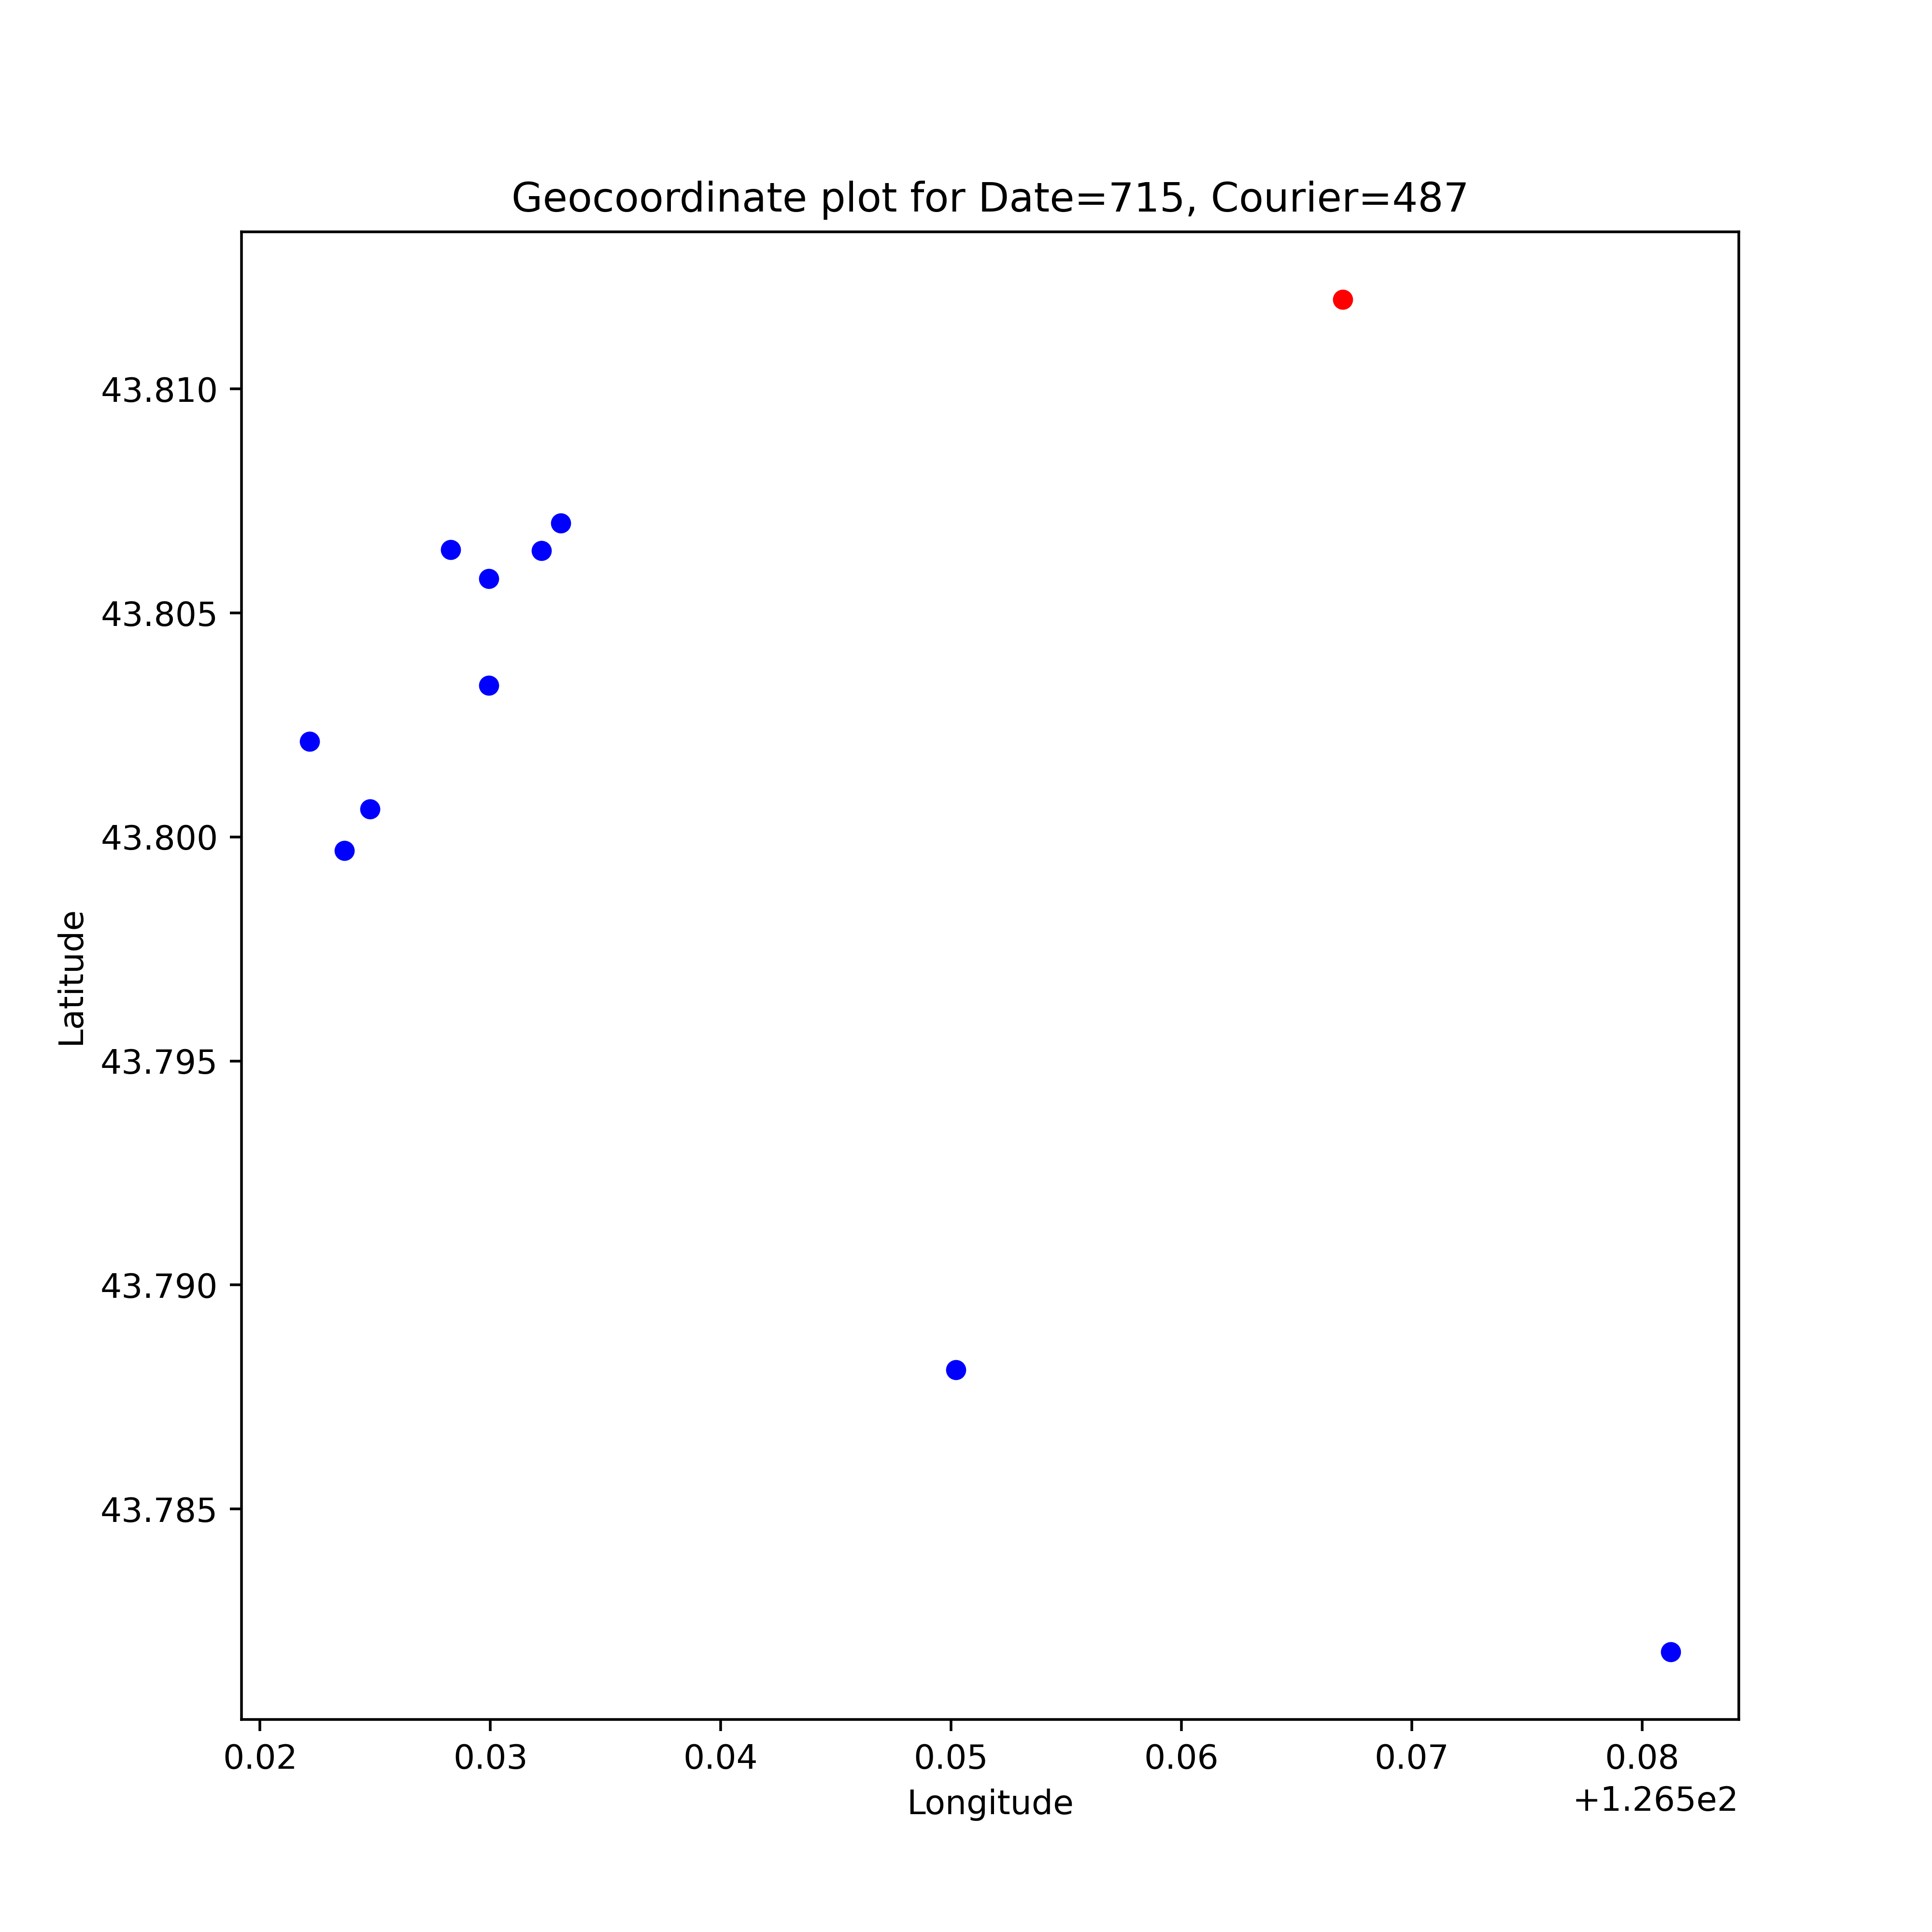 Geocoordinate plot for Date=715, Courier=487
43.810
43.805
43.800
43.795
43.790
43.785
Latitude
0.02 0.03 0.04 0.05 0.06 0.07 0.08
+1.265e2
Longitude